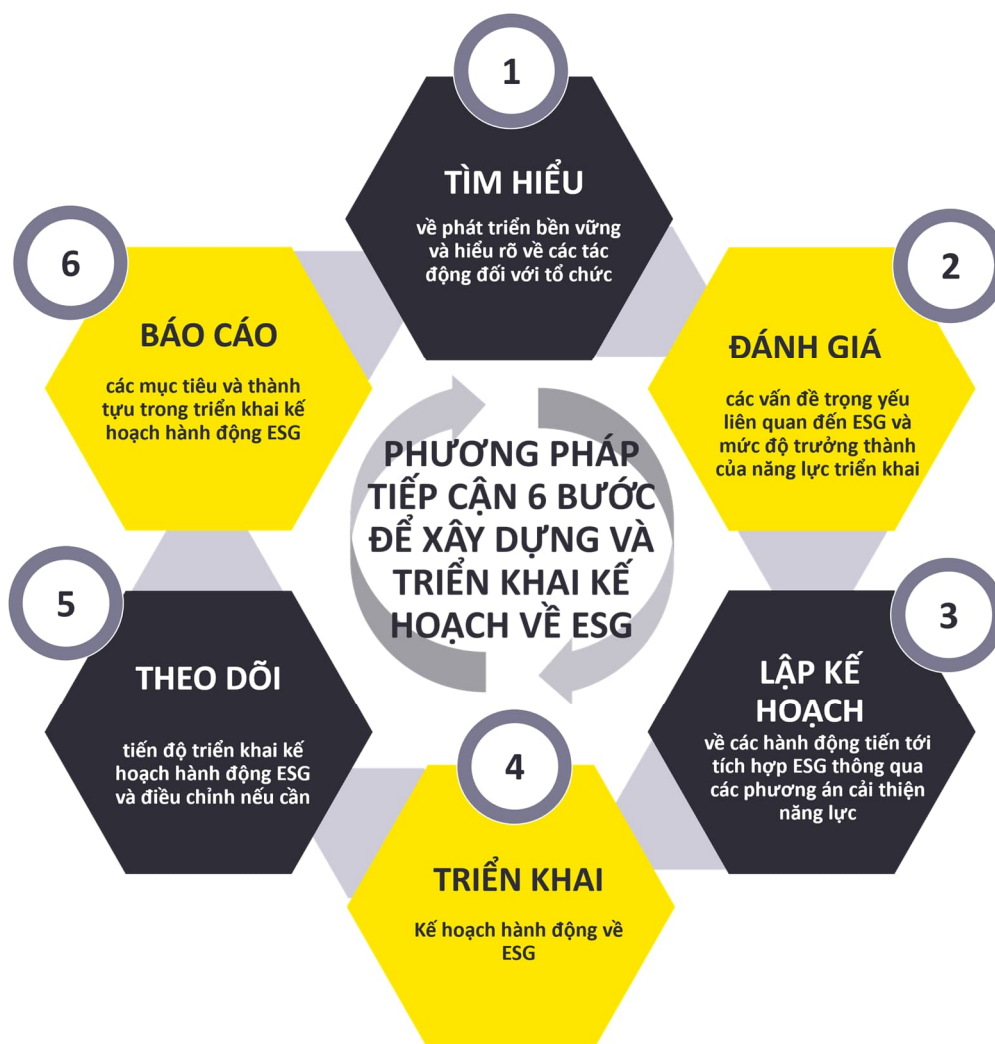 1
TÌM HIỂU
về phát triển bền vững
và hiểu rõ về các tác
động đối với tổ chức
2
ĐÁNH GIÁ
các vấn đề trọng yếu
liên quan đến ESG và
mức độ trưởng thành
của năng lực triển khai
3
LẬP KẾ
HOẠCH
về các hành động tiến tới
tích hợp ESG thông qua
các phương án cải thiện
năng lực
4
TRIỂN KHAI
Kế hoạch hành động về
ESG
5
THEO DÕI
tiến độ triển khai kế
hoạch hành động ESG
và điều chỉnh nếu cần
6
BÁO CÁO
các mục tiêu và thành
tựu trong triển khai kế
hoạch hành động ESG
PHƯƠNG PHÁP
TIẾP CẬN 6 BƯỚC
ĐỂ XÂY DỰNG VÀ
TRIỂN KHAI KẾ
HOẠCH VỀ ESG